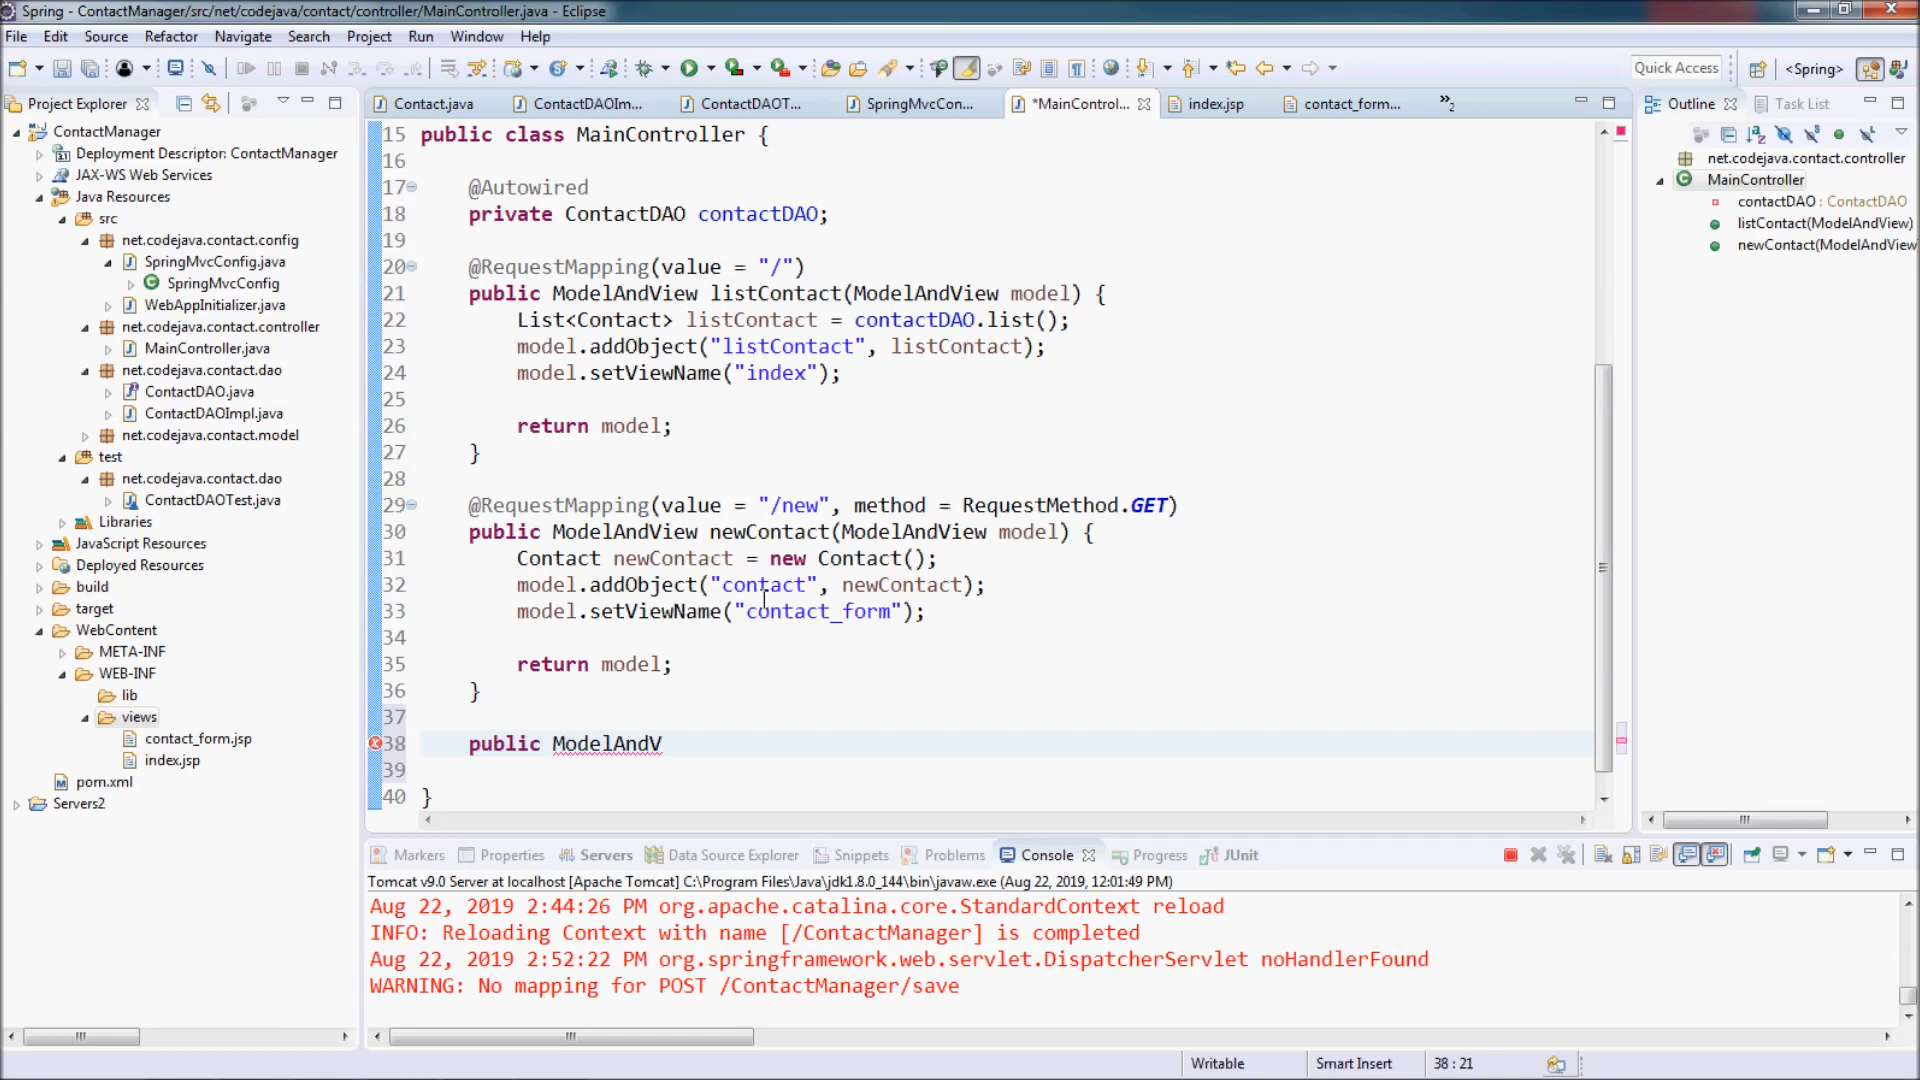 Spring - ContactManager/src/net/codejava/contact/controller/MainController.java - Eclipse
File Edit Source Refactor Navigate Search Project Run Window Help
Quick Access <Spring>
Project Explorer
Contact.java ContactDAOIm... ContactDAOT... SpringMvcCon... *MainControl... index.jsp contact_form... »2
Outline Task List
ContactManager
Deployment Descriptor: ContactManager
JAX-WS Web Services
Java Resources
src
net.codejava.contact.config
SpringMvcConfig.java
SpringMvcConfig
WebAppInitializer.java
net.codejava.contact.controller
MainController.java
net.codejava.contact.dao
ContactDAO.java
ContactDAOImpl.java
net.codejava.contact.model
test
net.codejava.contact.dao
ContactDAOTest.java
Libraries
JavaScript Resources
Deployed Resources
build
target
WebContent
META-INF
WEB-INF
lib
views
contact_form.jsp
index.jsp
pom.xml
Servers2
15 public class MainController {
16
17 @Autowired
18 private ContactDAO contactDAO;
19
20 @RequestMapping(value = "/")
21 public ModelAndView listContact(ModelAndView model) {
22 List<Contact> listContact = contactDAO.list();
23 model.addObject("listContact", listContact);
24 model.setViewName("index");
25
26 return model;
27 }
28
29 @RequestMapping(value = "/new", method = RequestMethod.GET)
30 public ModelAndView newContact(ModelAndView model) {
31 Contact newContact = new Contact();
32 model.addObject("contact", newContact);
33 model.setViewName("contact_form");
34
35 return model;
36 }
37
38 public ModelAndV
39
40 }
net.codejava.contact.controller
MainController
contactDAO : ContactDAO
listContact(ModelAndView)
newContact(ModelAndView
Markers Properties Servers Data Source Explorer Snippets Problems Console Progress JUnit
Tomcat v9.0 Server at localhost [Apache Tomcat] C:\Program Files\Java\jdk1.8.0_144\bin\javaw.exe (Aug 22, 2019, 12:01:49 PM)
Aug 22, 2019 2:44:26 PM org.apache.catalina.core.StandardContext reload
INFO: Reloading Context with name [/ContactManager] is completed
Aug 22, 2019 2:52:22 PM org.springframework.web.servlet.DispatcherServlet noHandlerFound
WARNING: No mapping for POST /ContactManager/save
Writable Smart Insert 38 : 21